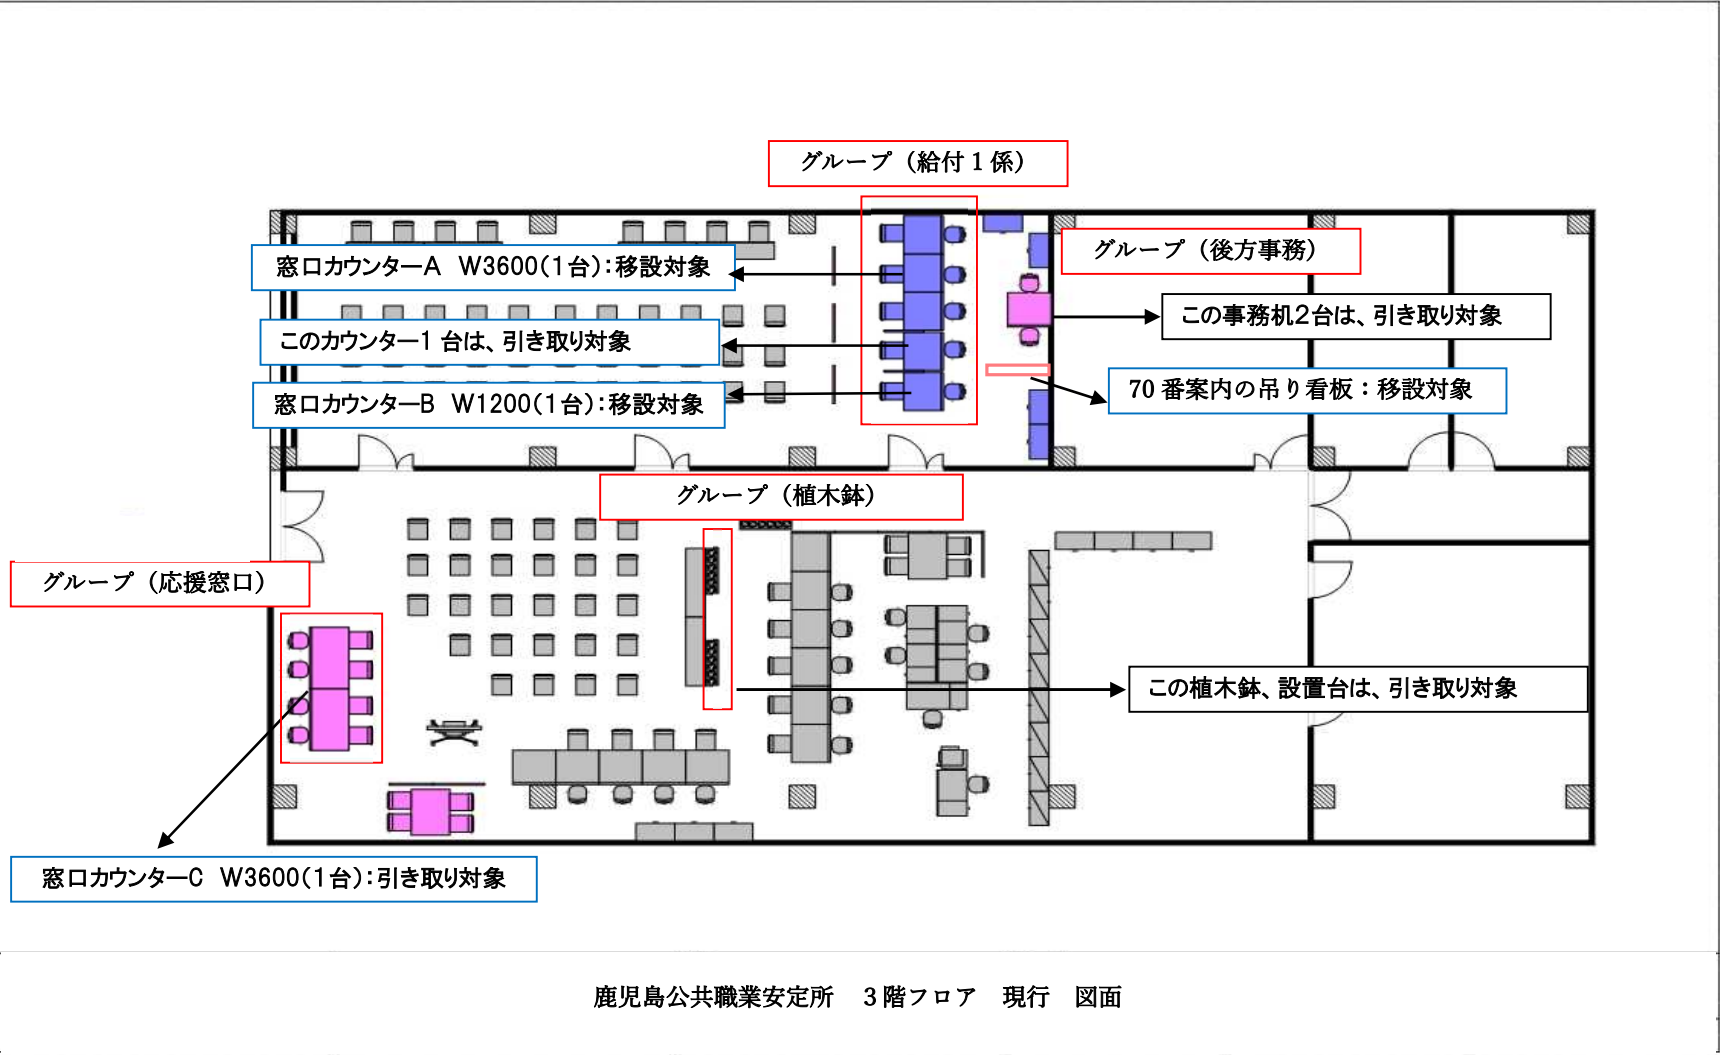 グループ（給付１係）
グループ（後方事務）
窓口カウンターA　W3600(1台)：移設対象
この事務机2台は、引き取り対象
このカウンター1 台は、引き取り対象
70 番案内の吊り看板：移設対象
窓口カウンターB　W1200(1台)：移設対象
グループ（植木鉢）
グループ（応援窓口）
この植木鉢、設置台は、引き取り対象
窓口カウンターC　W3600(1台)：引き取り対象
鹿児島公共職業安定所　３階フロア　現行　図面